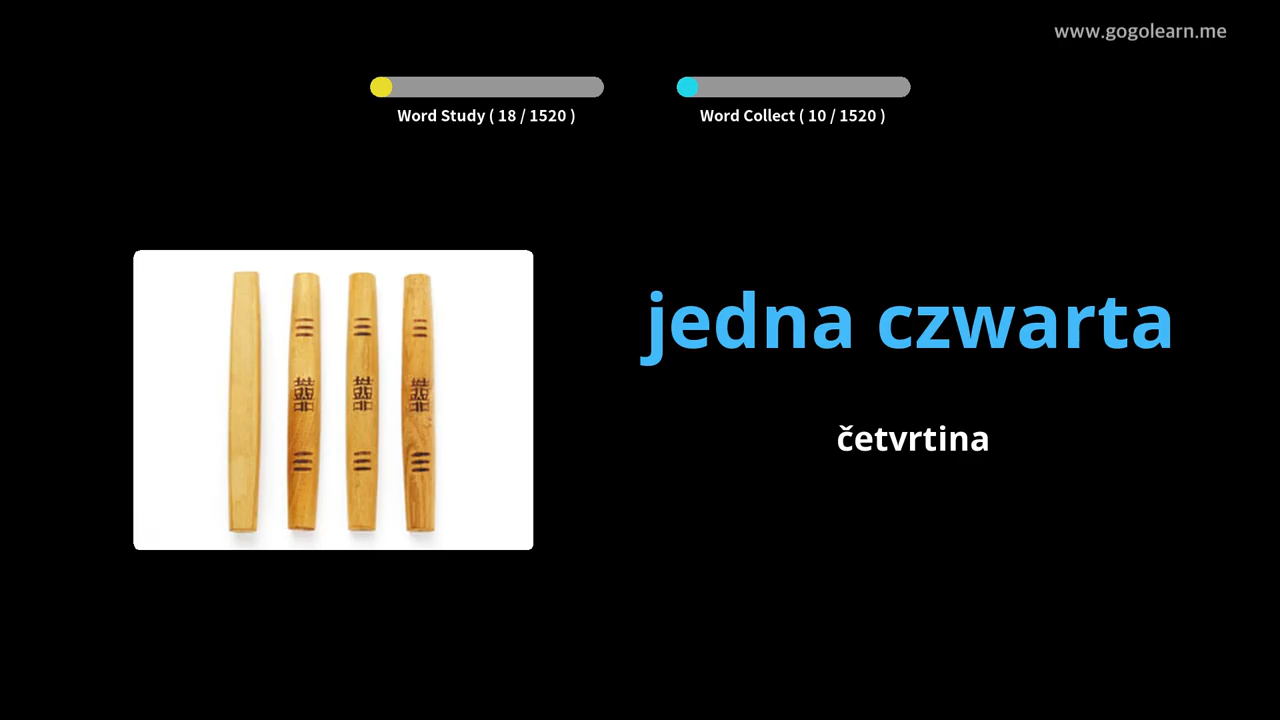 www.gogolearn.me
Word Study ( 18 / 1520 )
Word Collect ( 10 / 1520 )
jedna czwarta
četvrtina